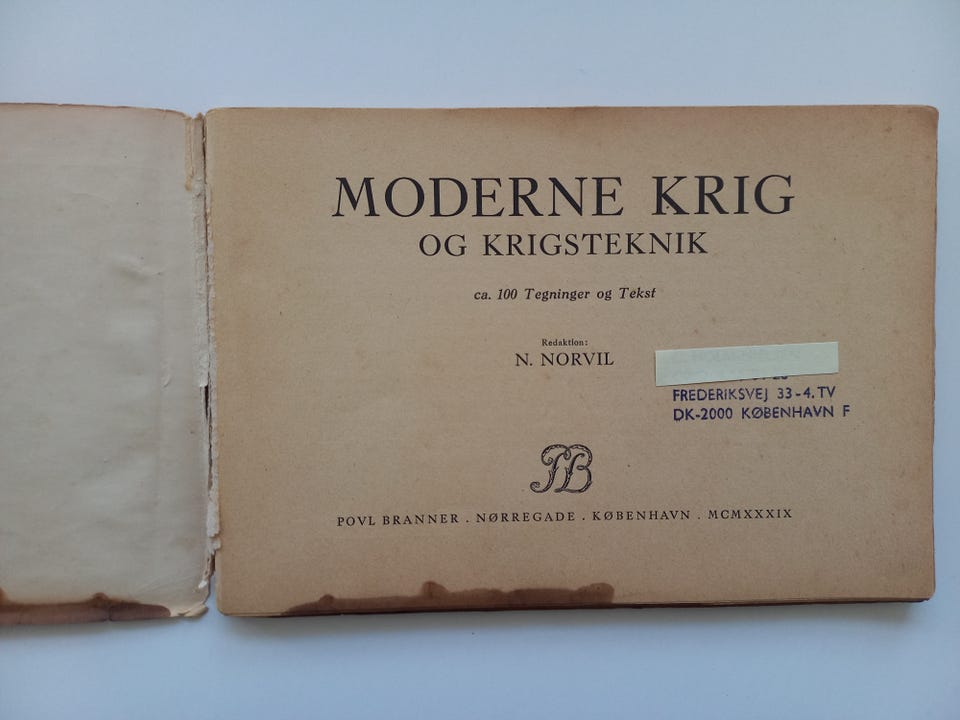 MODERNE KRIG
OG KRIGSTEKNIK
ca. 100 Tegninger og Tekst
Redaktion:
N. NORVIL
FREDERIKSVEJ 33-4. TV
DK-2000 KØBENHAVN F
PB
POVL BRANNER . NØRREGADE . KØBENHAVN . MCMXXXIX